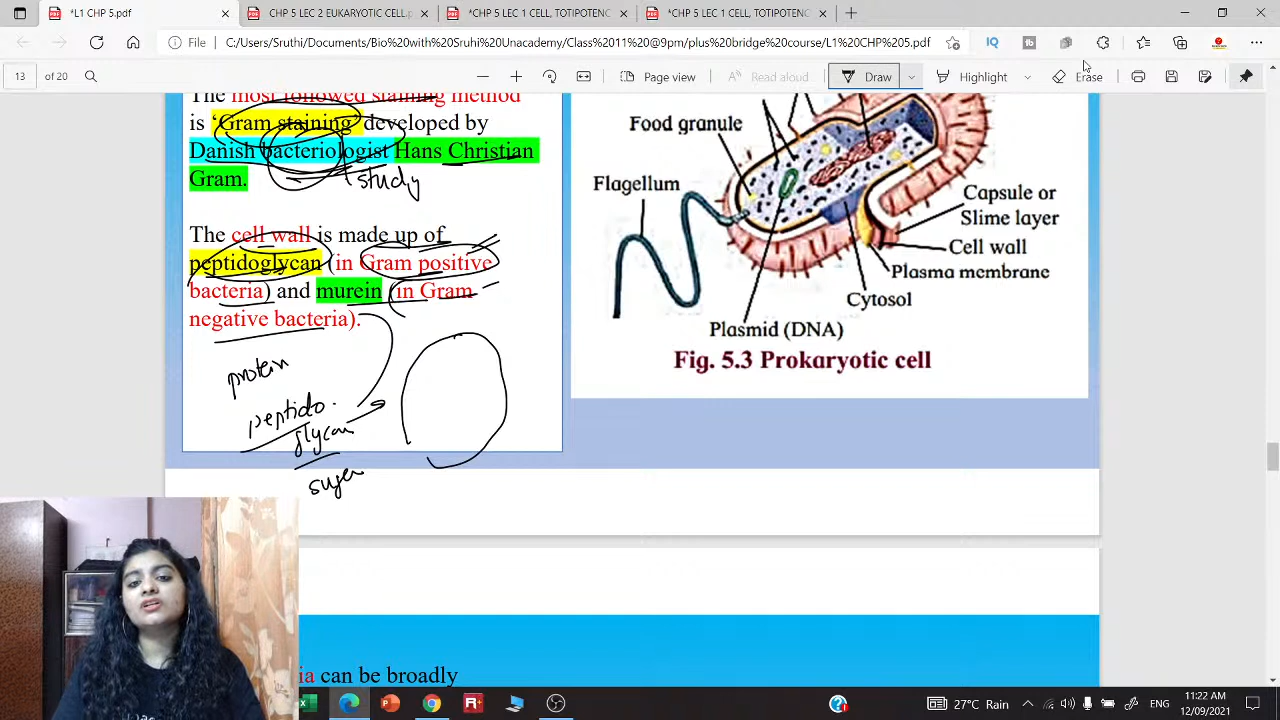 *L1 CHP 5.pdf
CHP 5 LEC 2 EUKARYOTIC CELL.p
*CHP 5 LEC 1 CELL, TOTIPOTENC
*CHP 5 LEC 1 CELL, TOTIPOTENC
File
C:/Users/Sruthi/Documents/Bio%20with%20Sruhi%20Unacademy/Class%2011%20@9pm/plus%20bridge%20course/L1%20CHP%205.pdf
IQ
13 of 20
Page view
Read aloud
Draw
Highlight
Erase
The most followed staining method
is ‘Gram staining’ developed by
Danish bacteriologist Hans Christian
Gram.
study
The cell wall is made up of
peptidoglycan (in Gram positive
bacteria) and murein (in Gram
negative bacteria).
protein
peptido.
glycan
sugar
Food granule
Flagellum
Capsule or
Slime layer
Cell wall
Plasma membrane
Cytosol
Plasmid (DNA)
Fig. 5.3 Prokaryotic cell
ia can be broadly
27°C Rain
ENG
11:22 AM
12/09/2021